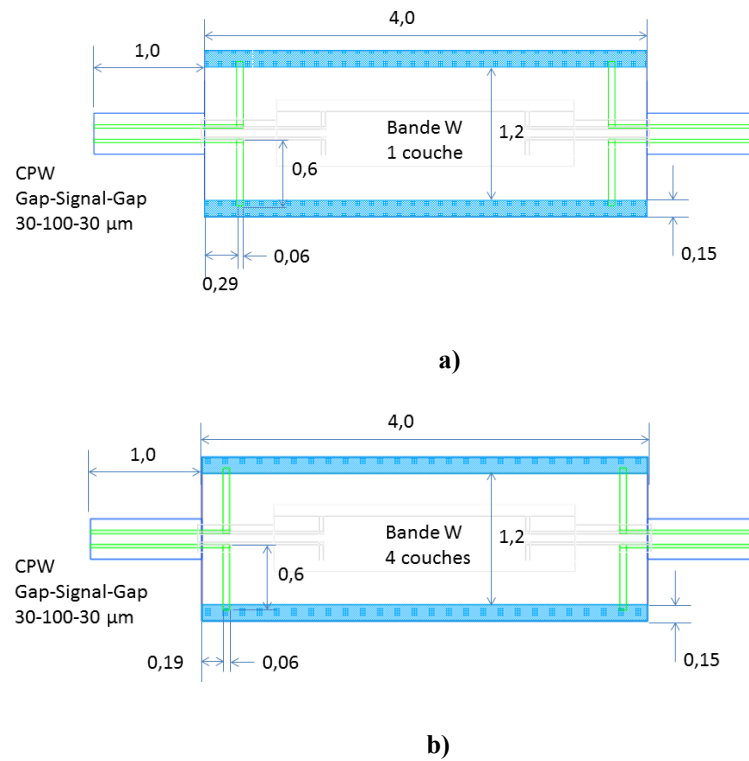 4,0
1,0
Bande W
1 couche
1,2
0,6
CPW
Gap-Signal-Gap
30-100-30 µm
0,06
0,15
0,29
a)
4,0
1,0
Bande W
4 couches
1,2
0,6
CPW
Gap-Signal-Gap
30-100-30 µm
0,19
0,06
0,15
b)